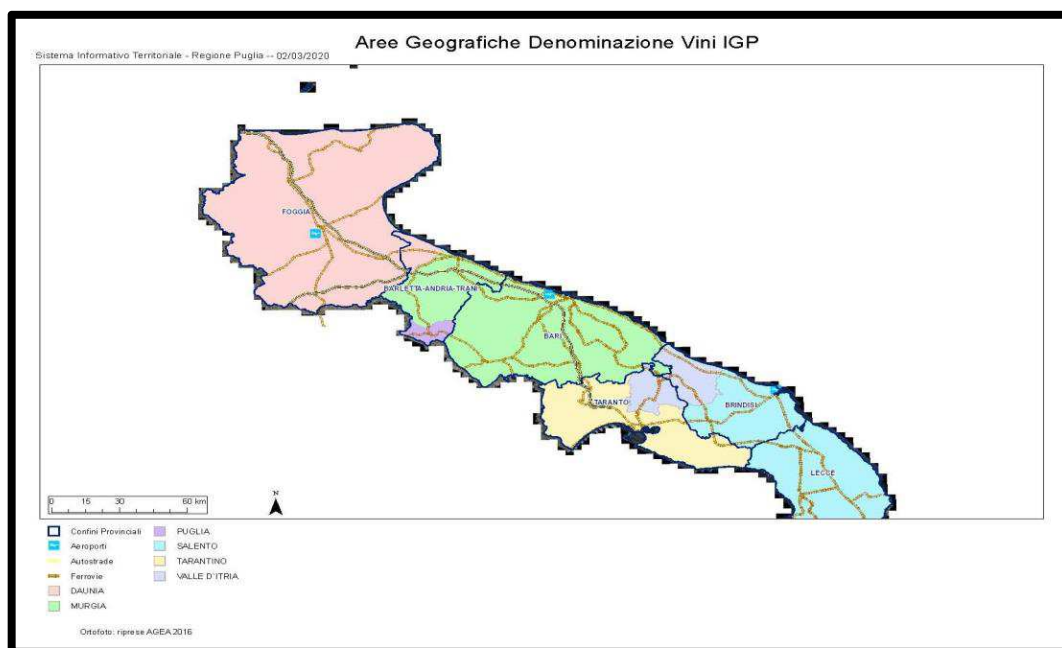 Aree Geografiche Denominazione Vini IGP
Sistema Informativo Territoriale - Regione Puglia -- 02/03/2020
FOGGIA
BARLETTA-ANDRIA-TRANI
BARI
TARANTO
BRINDISI
LECCE
0 15 30 60 km
N
Confini Provinciali
Aeroporti
Autostrade
Ferrovie
DAUNIA
MURGIA
PUGLIA
SALENTO
TARANTINO
VALLE D'ITRIA
Ortofoto: riprese AGEA 2016